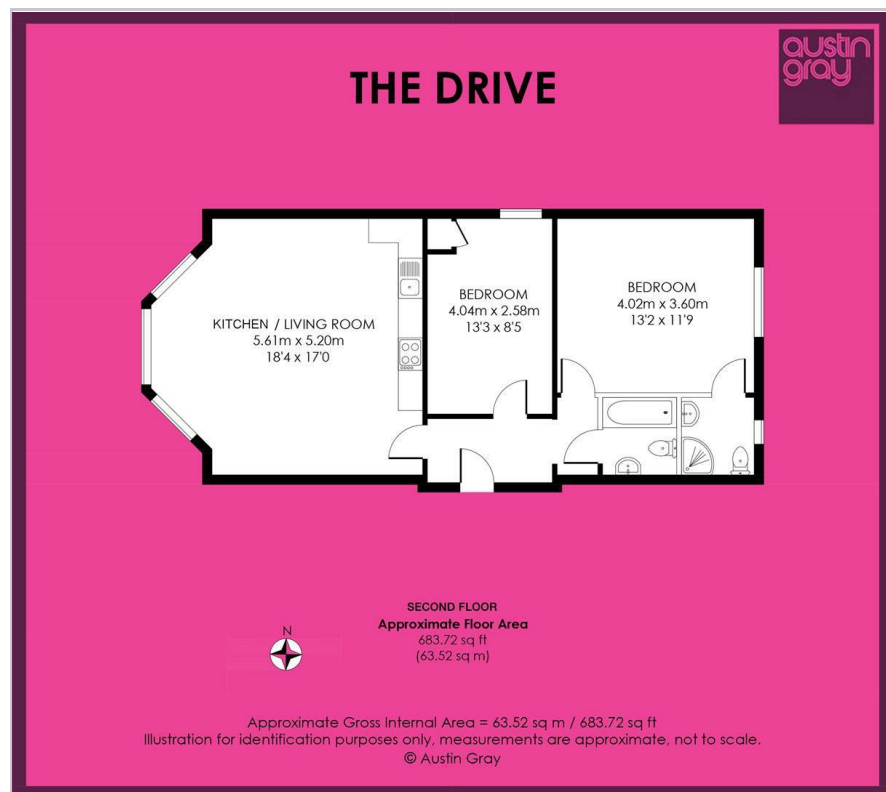 austin
gray
THE DRIVE
KITCHEN / LIVING ROOM
5.61m x 5.20m
18'4 x 17'0
BEDROOM
4.04m x 2.58m
13'3 x 8'5
BEDROOM
4.02m x 3.60m
13'2 x 11'9
N
SECOND FLOOR
Approximate Floor Area
683.72 sq ft
(63.52 sq m)
Approximate Gross Internal Area = 63.52 sq m / 683.72 sq ft
Illustration for identification purposes only, measurements are approximate, not to scale.
© Austin Gray